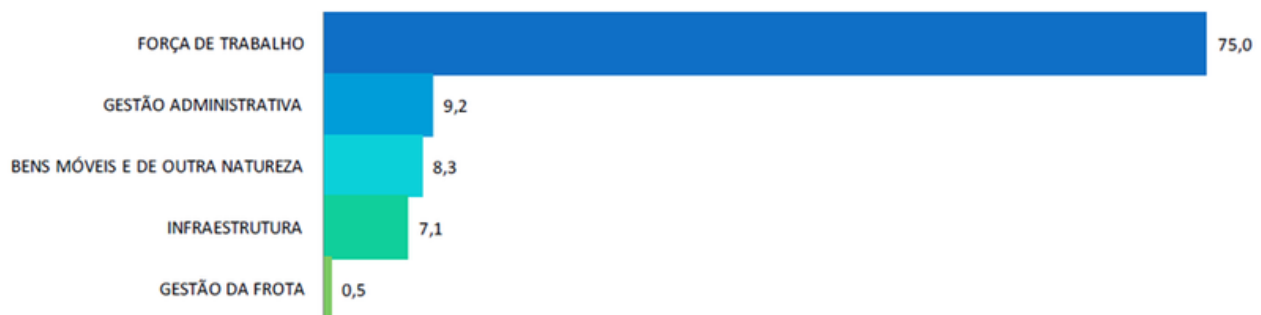 FORÇA DE TRABALHO 75,0
GESTÃO ADMINISTRATIVA 9,2
BENS MÓVEIS E DE OUTRA NATUREZA 8,3
INFRAESTRUTURA 7,1
GESTÃO DA FROTA 0,5